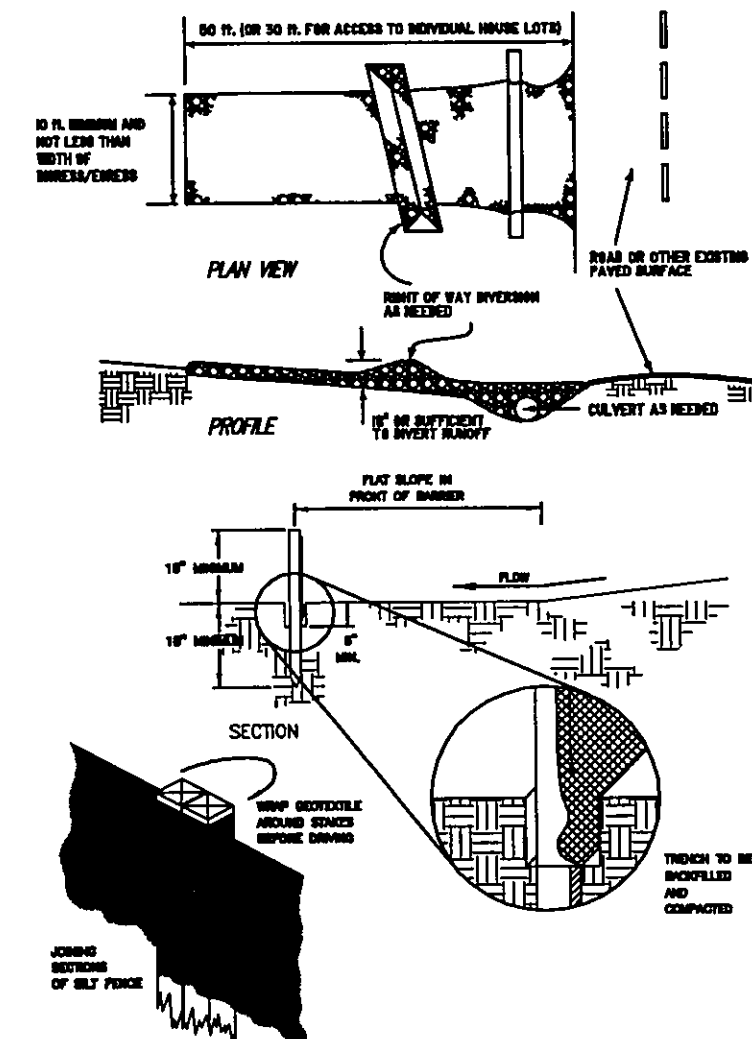 50 ft. (OR 30 ft. FOR ACCESS TO INDIVIDUAL HOUSE LOTS)
10 ft. MINIMUM AND
NOT LESS THAN
WIDTH OF
INGRESS/EGRESS
PLAN VIEW
RIGHT OF WAY DIVERSION
AS NEEDED
ROAD OR OTHER EXISTING
PAVED SURFACE
PROFILE
18" OR SUFFICIENT
TO DIVERT RUNOFF
CULVERT AS NEEDED
FLAT SLOPE IN
FRONT OF BARRIER
MINIMUM
FLOW
MINIMUM
MIN.
SECTION
WRAP GEOTEXTILE
AROUND STAKES
BEFORE DRIVING
TRENCH TO BE
BACKFILLED
AND
COMPACTED
JOINING
SECTIONS
OF SILT FENCE